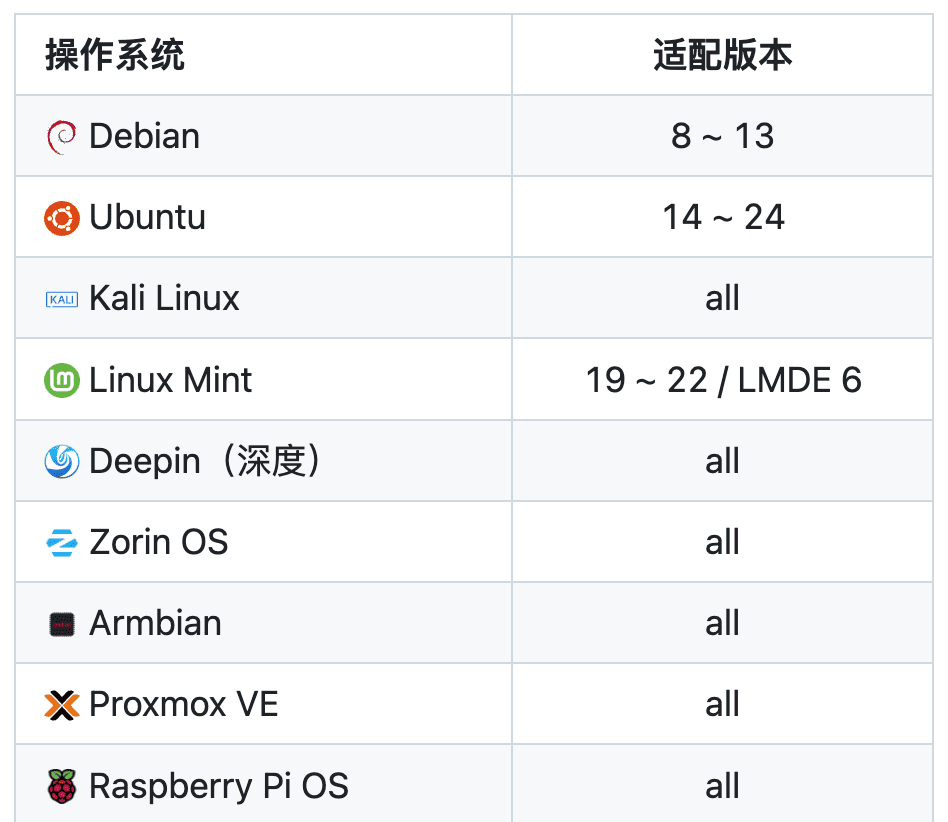 操作系统 适配版本
Debian 8 ~ 13
Ubuntu 14 ~ 24
KALI Kali Linux all
Linux Mint 19 ~ 22 / LMDE 6
Deepin（深度） all
Zorin OS all
Armbian all
Proxmox VE all
Raspberry Pi OS all